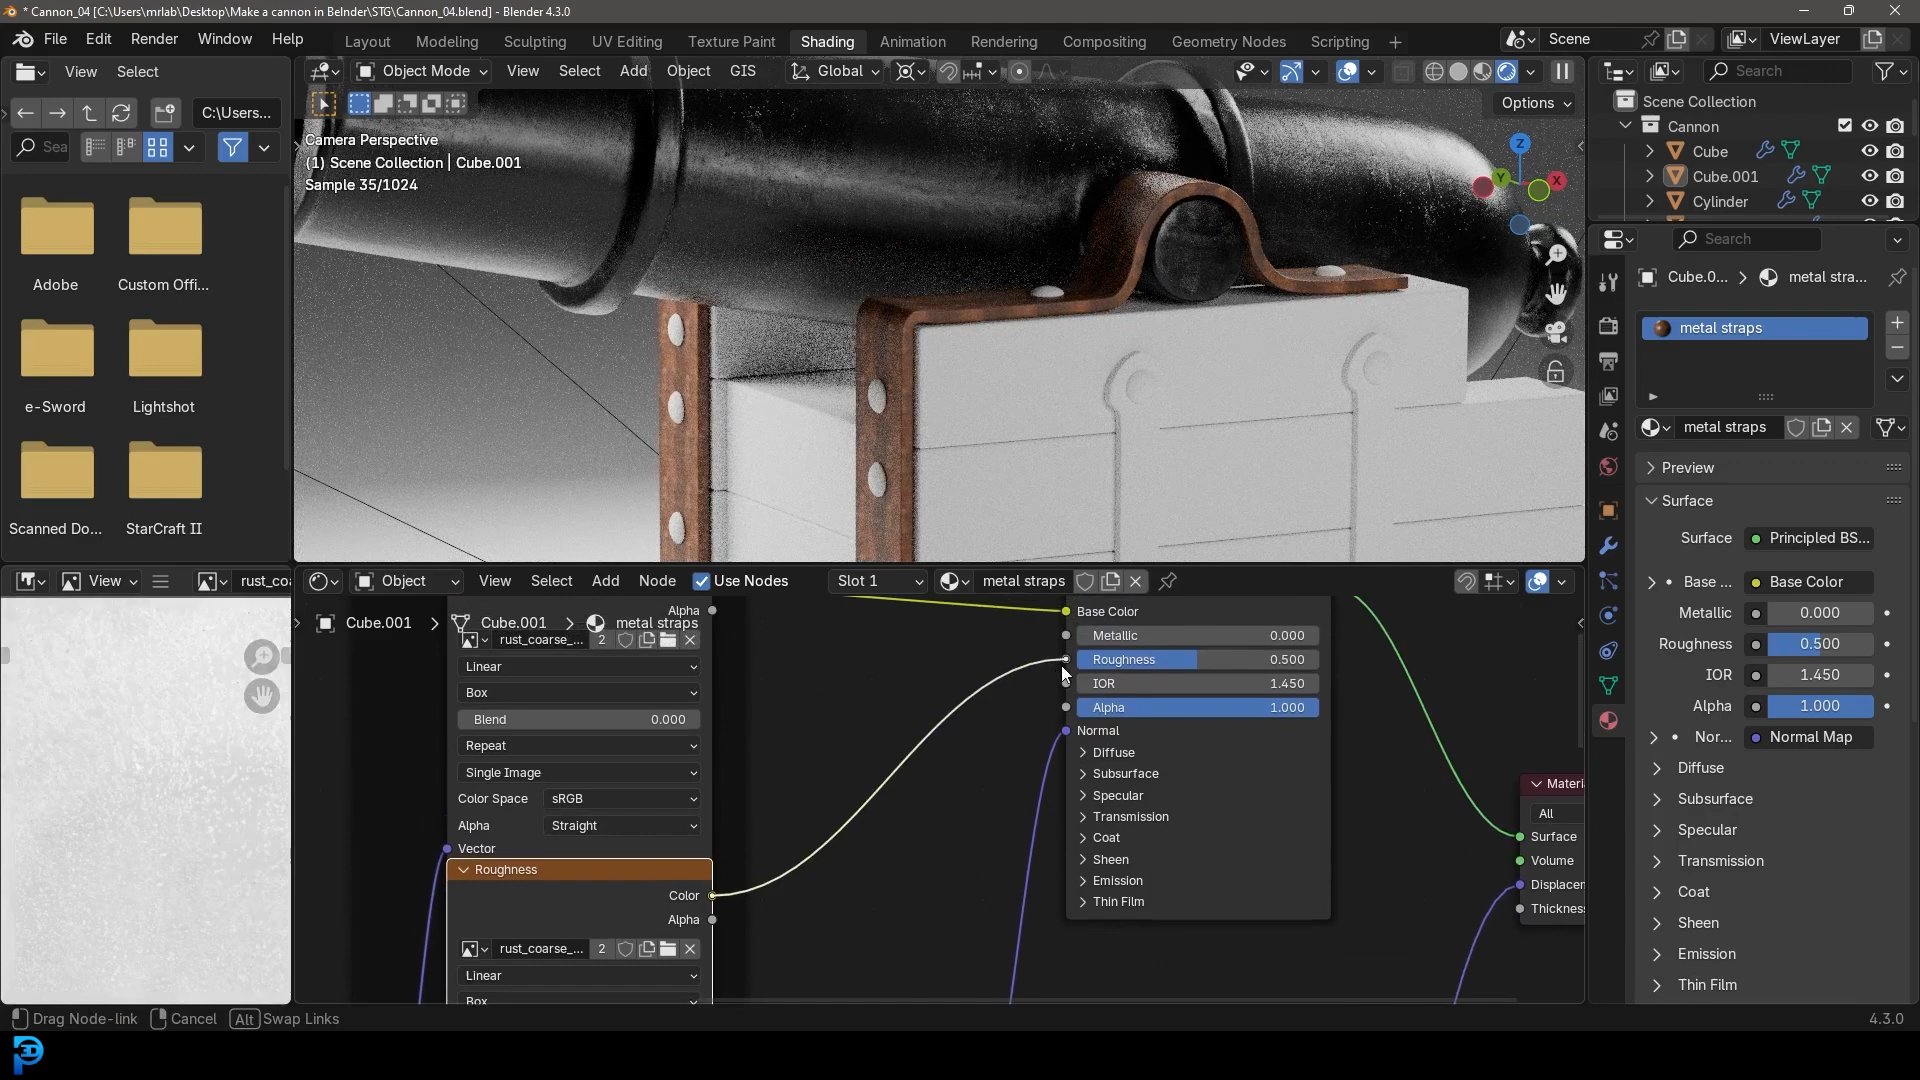 * Cannon_04 [C:\Users\mrlab\Desktop\Make a cannon in Belnder\STG\Cannon_04.blend] - Blender 4.3.0
File Edit Render Window Help
Layout Modeling Sculpting UV Editing Texture Paint Shading Animation Rendering Compositing Geometry Nodes Scripting +
Scene
ViewLayer
View Select
C:\Users...
Sea
Adobe
Custom Offi...
e-Sword
Lightshot
Scanned Do...
StarCraft II
Object Mode
View Select Add Object GIS
Global
Options
Camera Perspective
(1) Scene Collection | Cube.001
Sample 35/1024
Z
Y
X
Search
Scene Collection
Cannon
Cube
Cube.001
Cylinder
Search
Cube.0... > metal stra...
metal straps
metal straps
Preview
Surface
Surface Principled BS...
Base ... Base Color
Metallic 0.000
Roughness 0.500
IOR 1.450
Alpha 1.000
Nor... Normal Map
Diffuse
Subsurface
Specular
Transmission
Coat
Sheen
Emission
Thin Film
View
rust_coa
Object
View Select Add Node Use Nodes
Slot 1
metal straps
Cube.001 > Cube.001 > metal straps
Alpha
rust_coarse_... 2
Linear
Box
Blend 0.000
Repeat
Single Image
Color Space sRGB
Alpha Straight
Vector
Roughness
Color
Alpha
rust_coarse_... 2
Linear
Box
Base Color
Metallic 0.000
Roughness 0.500
IOR 1.450
Alpha 1.000
Normal
Diffuse
Subsurface
Specular
Transmission
Coat
Sheen
Emission
Thin Film
Materi
All
Surface
Volume
Displacem
Thickness
Drag Node-link Cancel Alt Swap Links
4.3.0